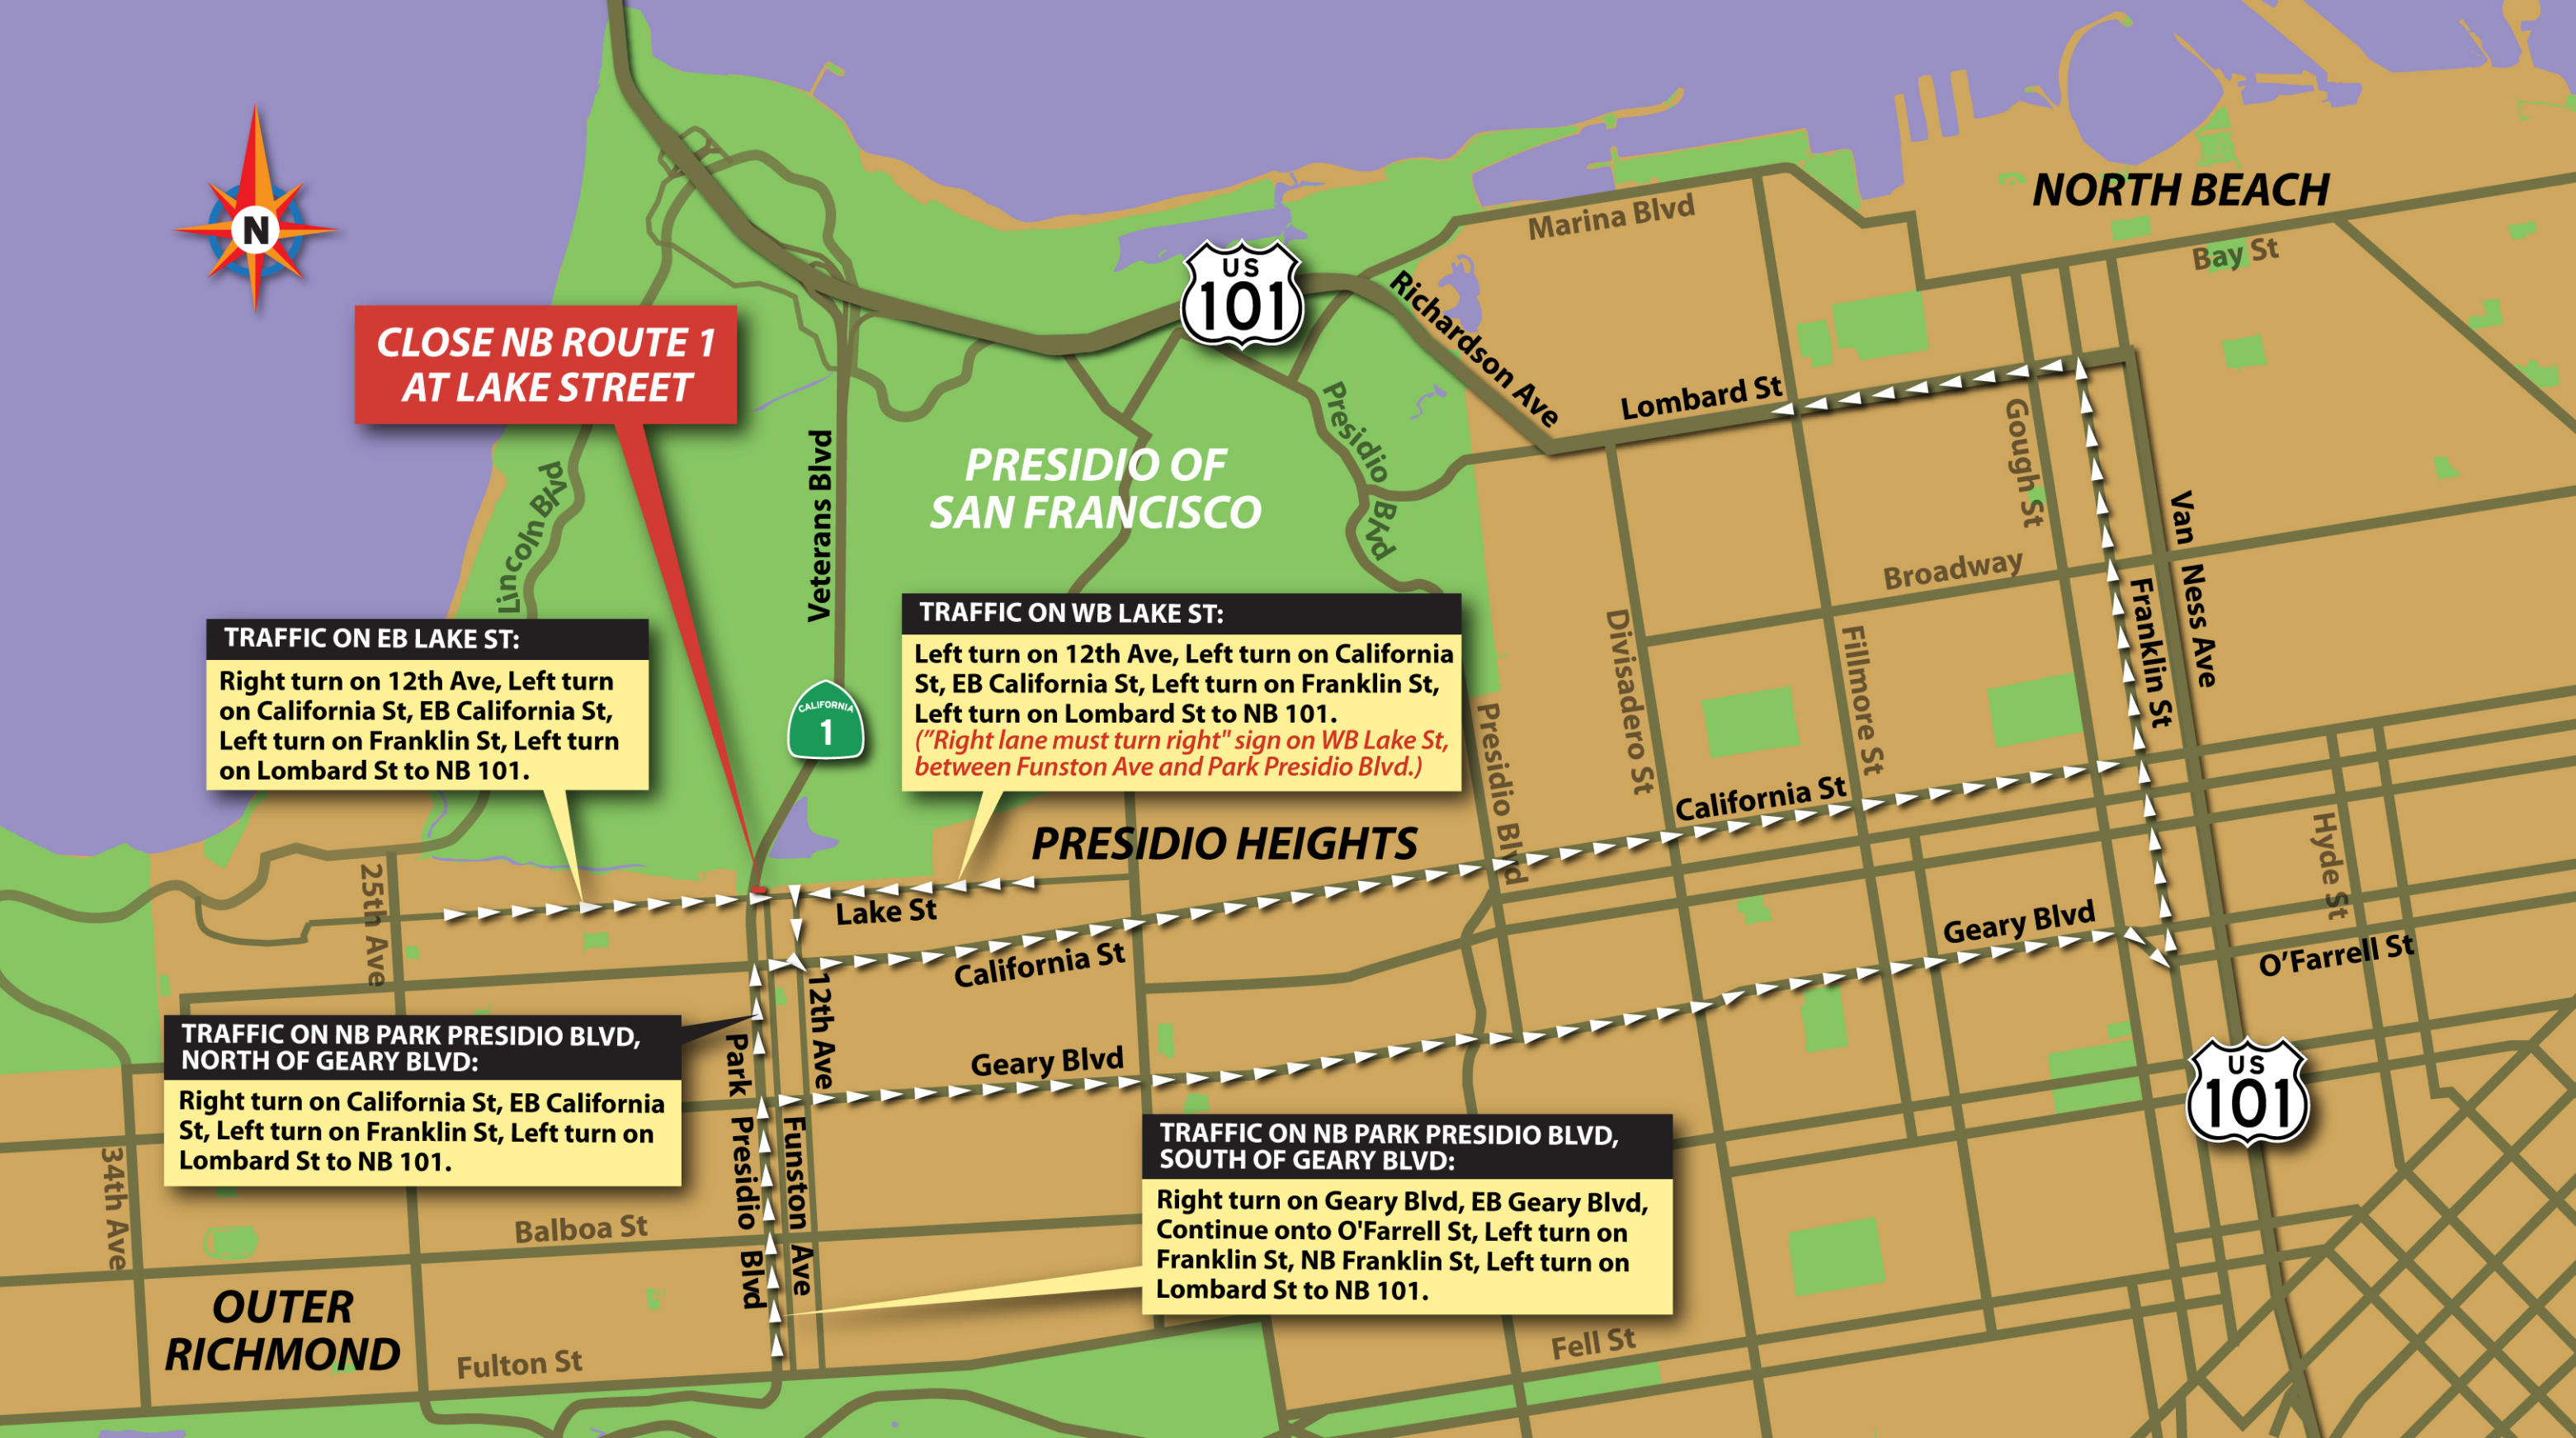 NORTH BEACH
Marina Blvd
Bay St
US
101
N
Richardson Ave
CLOSE NB ROUTE 1
AT LAKE STREET
Lombard St
Presidio Blvd
Gough St
Lincoln Blvd
Veterans Blvd
PRESIDIO OF
SAN FRANCISCO
Van Ness Ave
Broadway
Franklin St
TRAFFIC ON EB LAKE ST:
Right turn on 12th Ave, Left turn
on California St, EB California St,
Left turn on Franklin St, Left turn
on Lombard St to NB 101.
TRAFFIC ON WB LAKE ST:
Left turn on 12th Ave, Left turn on California
St, EB California St, Left turn on Franklin St,
Left turn on Lombard St to NB 101.
("Right lane must turn right" sign on WB Lake St,
between Funston Ave and Park Presidio Blvd.)
CALIFORNIA
1
Divisadero St
Fillmore St
Presidio Blvd
California St
PRESIDIO HEIGHTS
Hyde St
25th Ave
Lake St
Geary Blvd
O'Farrell St
California St
12th Ave
TRAFFIC ON NB PARK PRESIDIO BLVD,
NORTH OF GEARY BLVD:
Right turn on California St, EB California
St, Left turn on Franklin St, Left turn on
Lombard St to NB 101.
Park Presidio Blvd
Geary Blvd
Funston Ave
US
101
TRAFFIC ON NB PARK PRESIDIO BLVD,
SOUTH OF GEARY BLVD:
Right turn on Geary Blvd, EB Geary Blvd,
Continue onto O'Farrell St, Left turn on
Franklin St, NB Franklin St, Left turn on
Lombard St to NB 101.
34th Ave
Balboa St
OUTER
RICHMOND
Fulton St
Fell St